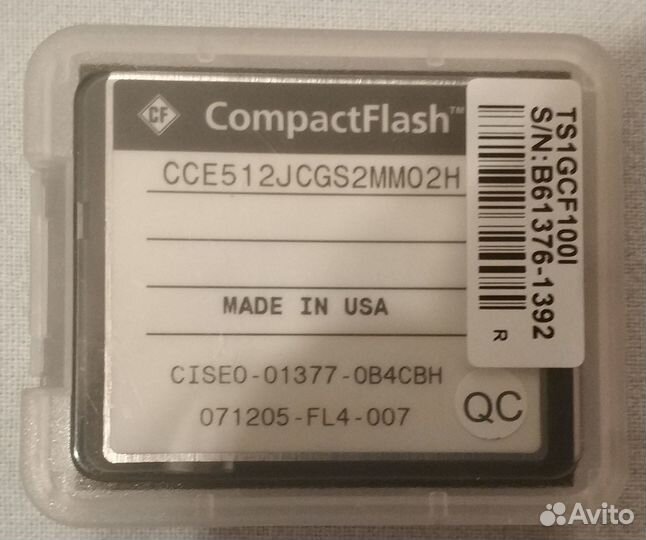 CF CompactFlash™
CCE512JCGS2MM02H
MADE IN USA
CISE0-01377-0B4CBH
071205-FL4-007
QC
TS1GCF100I
S/N:B61376-1392
R
Avito